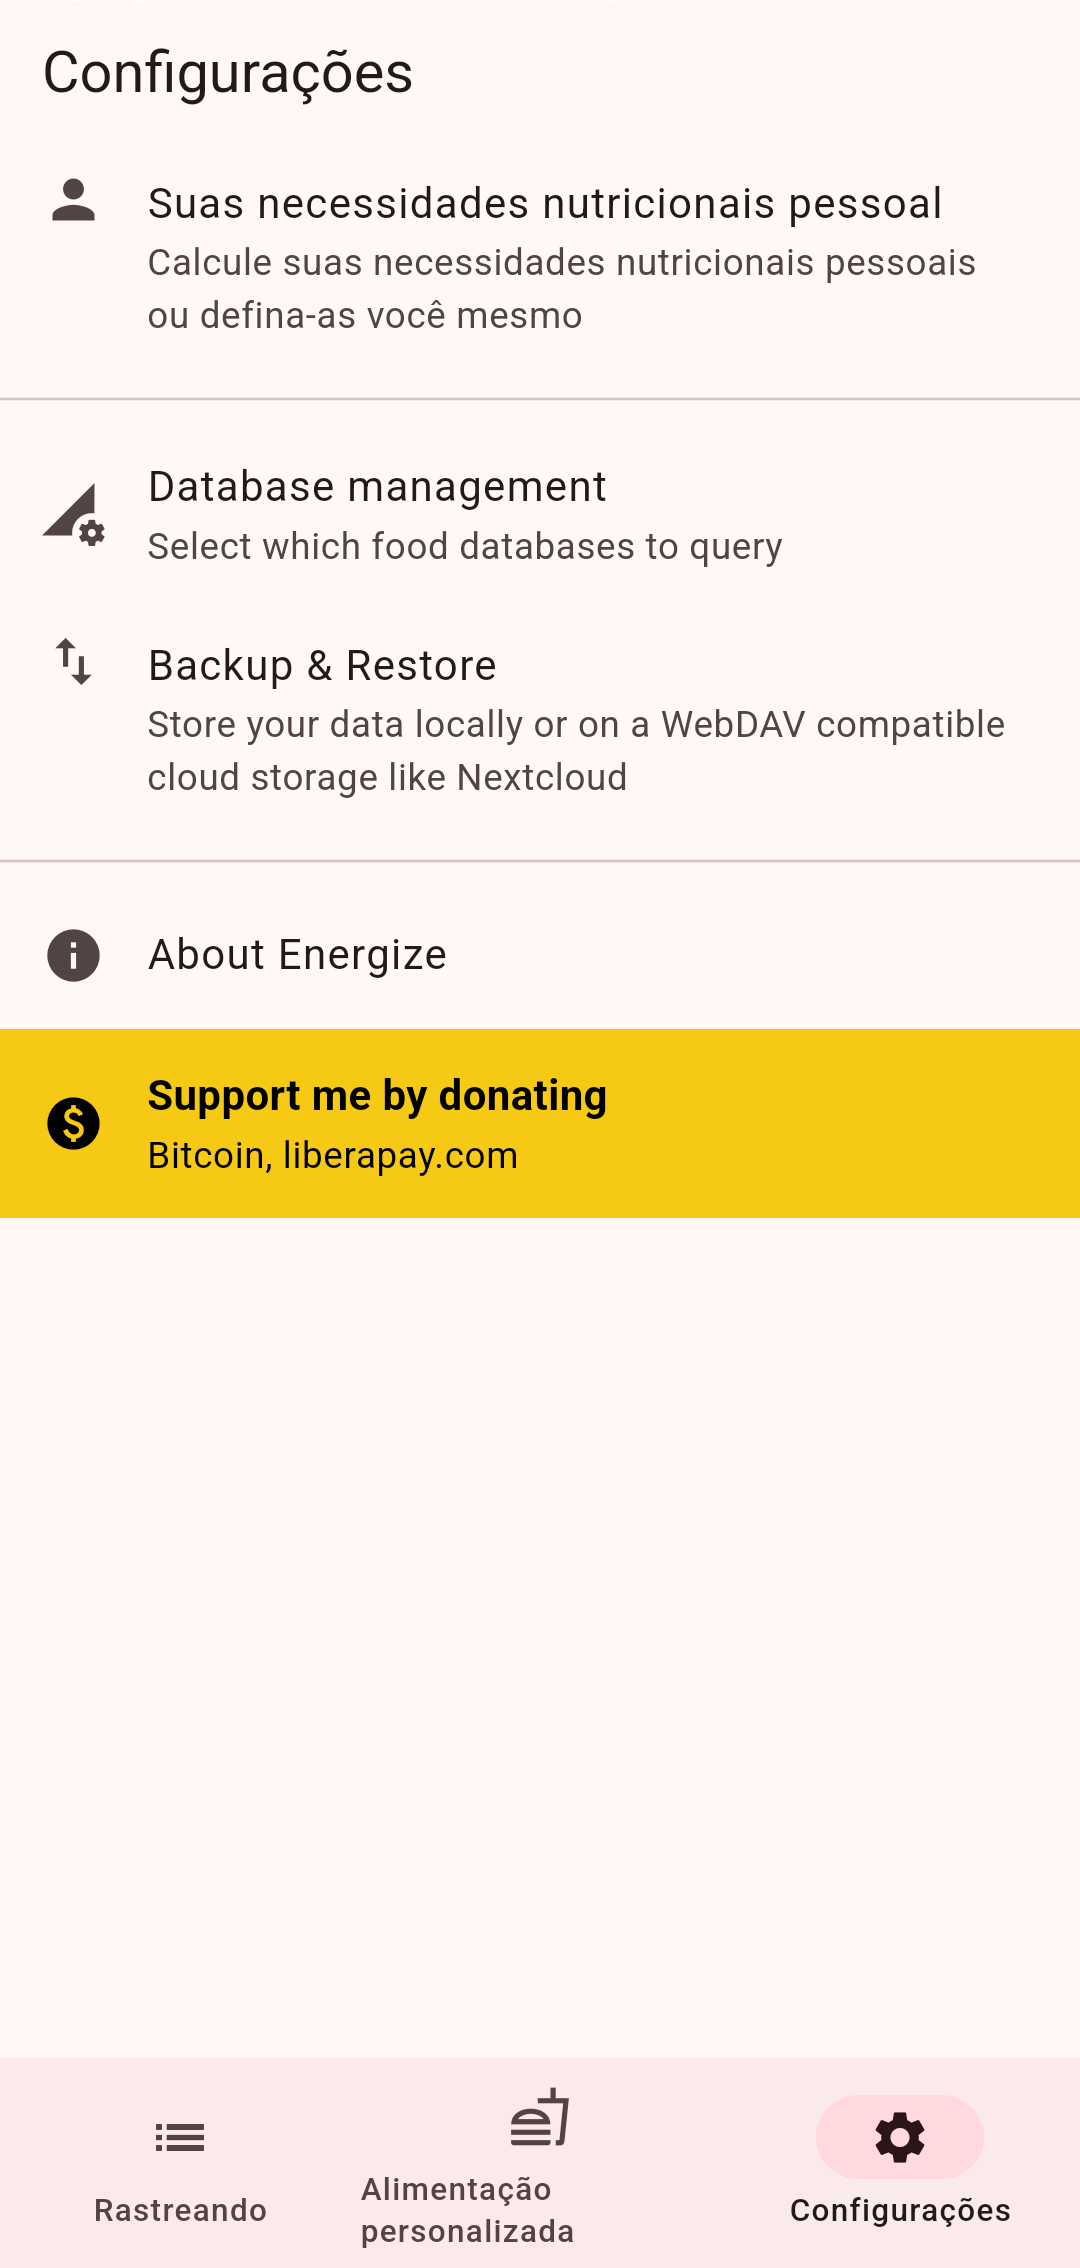 Configurações
Suas necessidades nutricionais pessoal
Calcule suas necessidades nutricionais pessoais
ou defina-as você mesmo
Database management
Select which food databases to query
Backup & Restore
Store your data locally or on a WebDAV compatible
cloud storage like Nextcloud
About Energize
Support me by donating
Bitcoin, liberapay.com
Rastreando
Alimentação
personalizada
Configurações